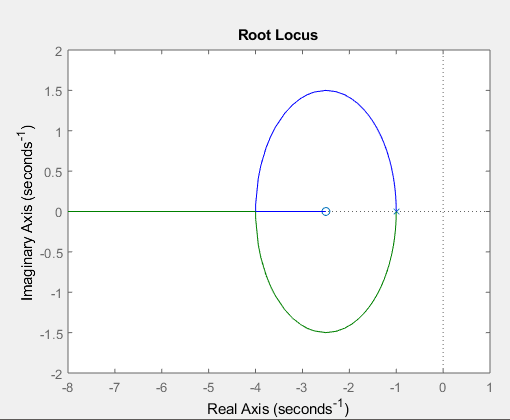 Root Locus
2
1.5
1
0.5
0
-0.5
-1
-1.5
-2
Imaginary Axis (seconds-1)
-8 -7 -6 -5 -4 -3 -2 -1 0 1
Real Axis (seconds-1)